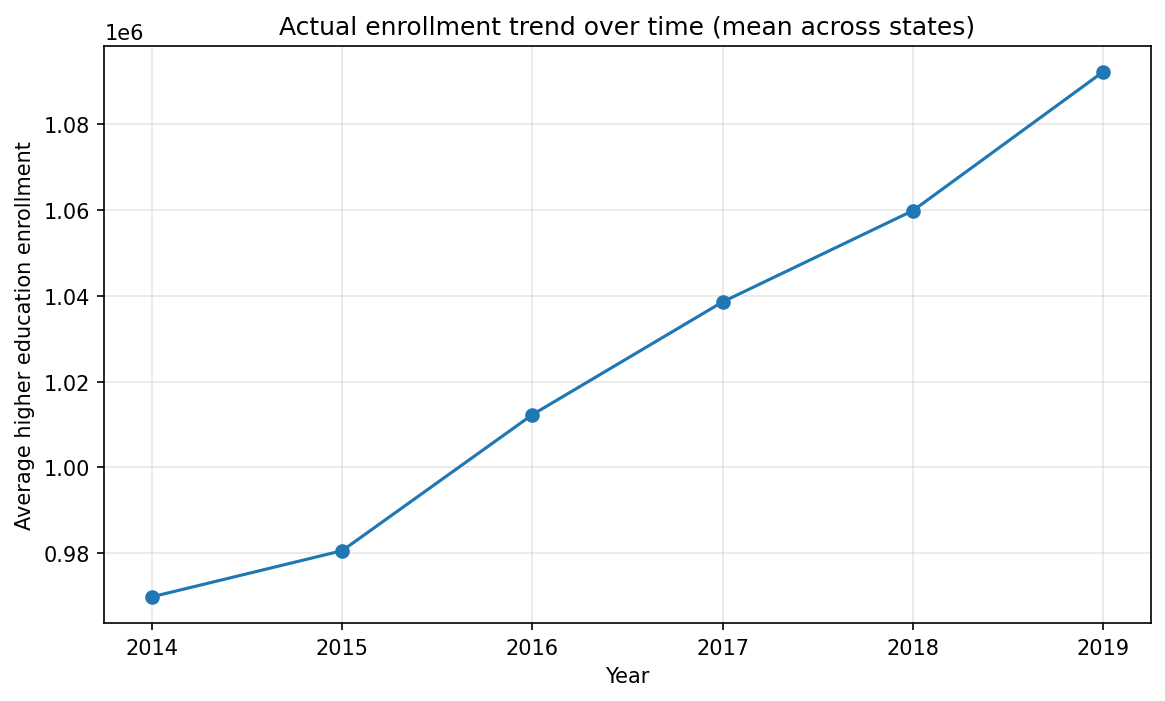 Actual enrollment trend over time (mean across states)
1e6
Average higher education enrollment
1.08
1.06
1.04
1.02
1.00
0.98
2014 2015 2016 2017 2018 2019
Year